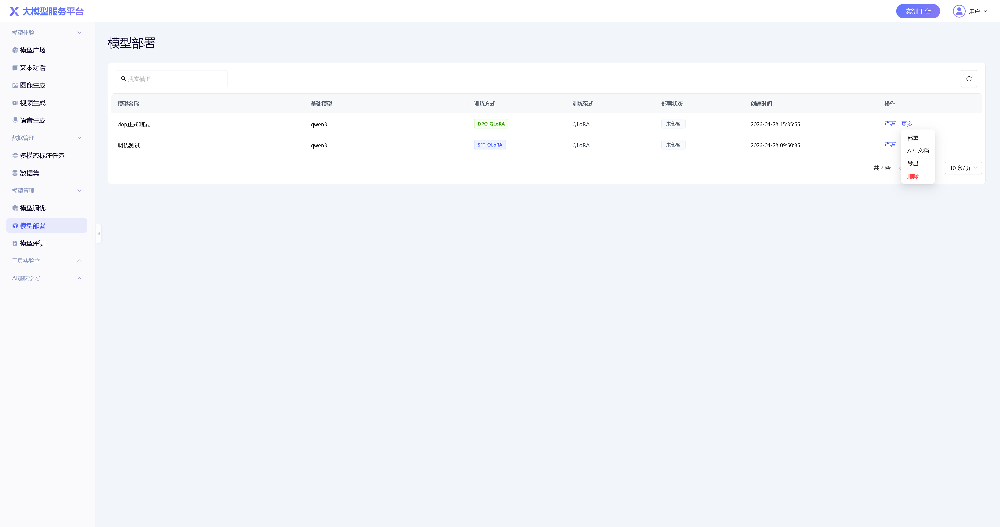 大模型服务平台
实训平台
用户
模型体验
模型广场
文本对话
图像生成
视频生成
语音生成
数据管理
多模态标注任务
数据集
模型管理
模型调优
模型部署
模型评测
工具实验室
AI趣味学习
模型部署
搜索模型
模型名称 基础模型 训练方式 训练范式 部署状态 创建时间 操作
dop正式测试 qwen3 DPO-QLoRA QLoRA 未部署 2026-04-28 15:35:55 查看 更多
调优测试 qwen3 SFT-QLoRA QLoRA 未部署 2026-04-28 09:50:35 查看
部署
API 文档
导出
删除
共 2 条
10 条/页